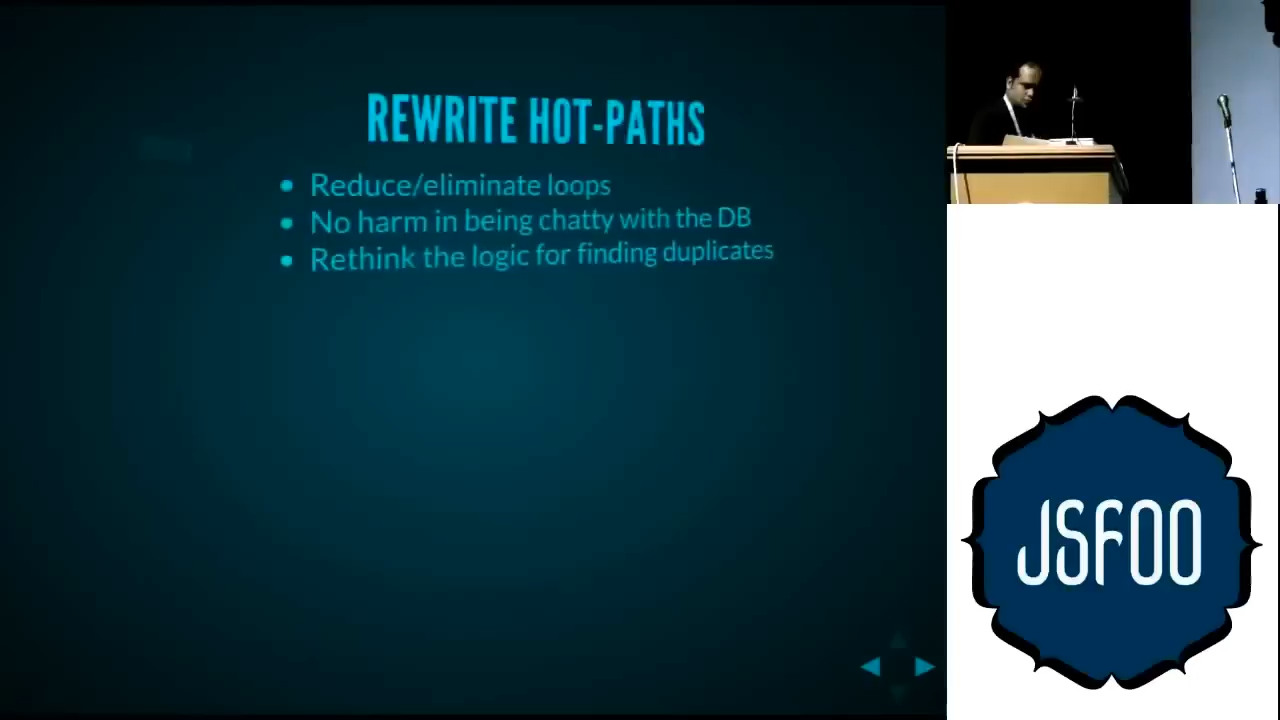 REWRITE HOT-PATHS
Reduce/eliminate loops
No harm in being chatty with the DB
Rethink the logic for finding duplicates
JSFOO